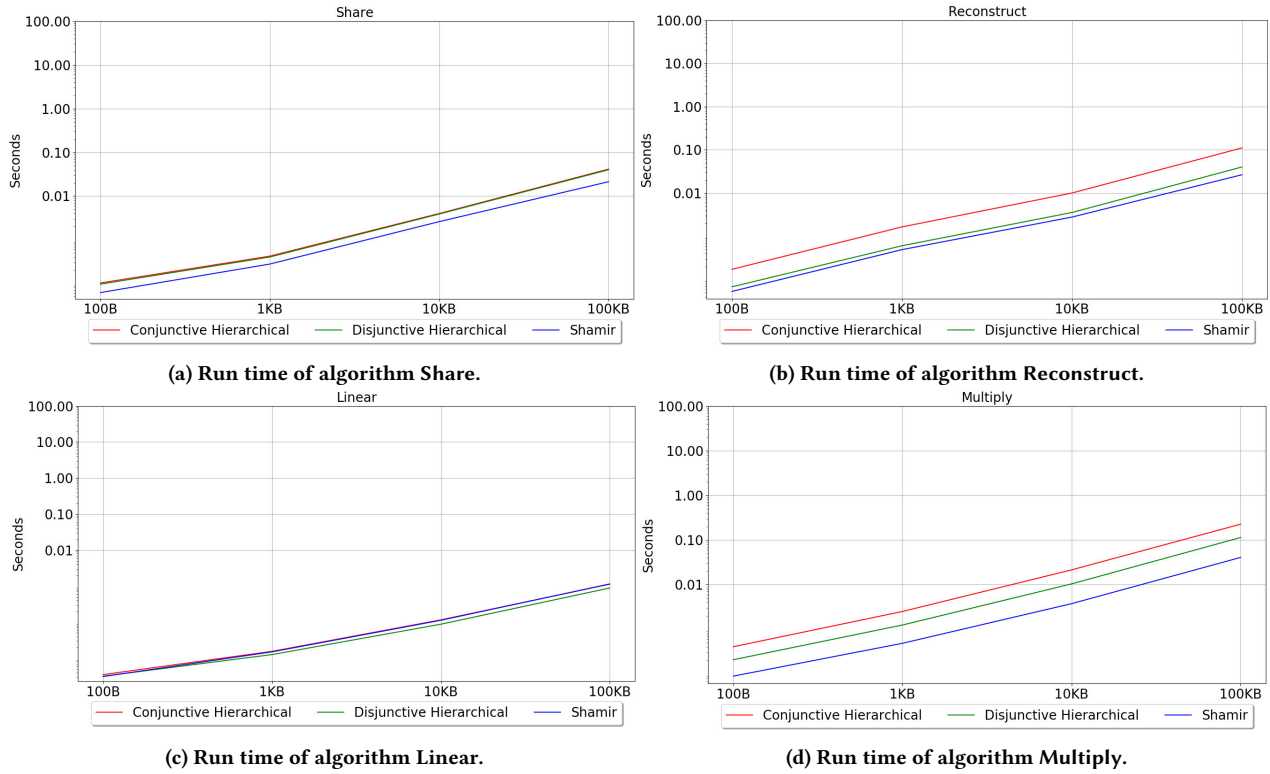 Share
100.00
10.00
1.00
0.10
0.01
Seconds
100B 1KB 10KB 100KB
Conjunctive Hierarchical Disjunctive Hierarchical Shamir
(a) Run time of algorithm Share.
Reconstruct
100.00
10.00
1.00
0.10
0.01
Seconds
100B 1KB 10KB 100KB
Conjunctive Hierarchical Disjunctive Hierarchical Shamir
(b) Run time of algorithm Reconstruct.
Linear
100.00
10.00
1.00
0.10
0.01
Seconds
100B 1KB 10KB 100KB
Conjunctive Hierarchical Disjunctive Hierarchical Shamir
(c) Run time of algorithm Linear.
Multiply
100.00
10.00
1.00
0.10
0.01
Seconds
100B 1KB 10KB 100KB
Conjunctive Hierarchical Disjunctive Hierarchical Shamir
(d) Run time of algorithm Multiply.